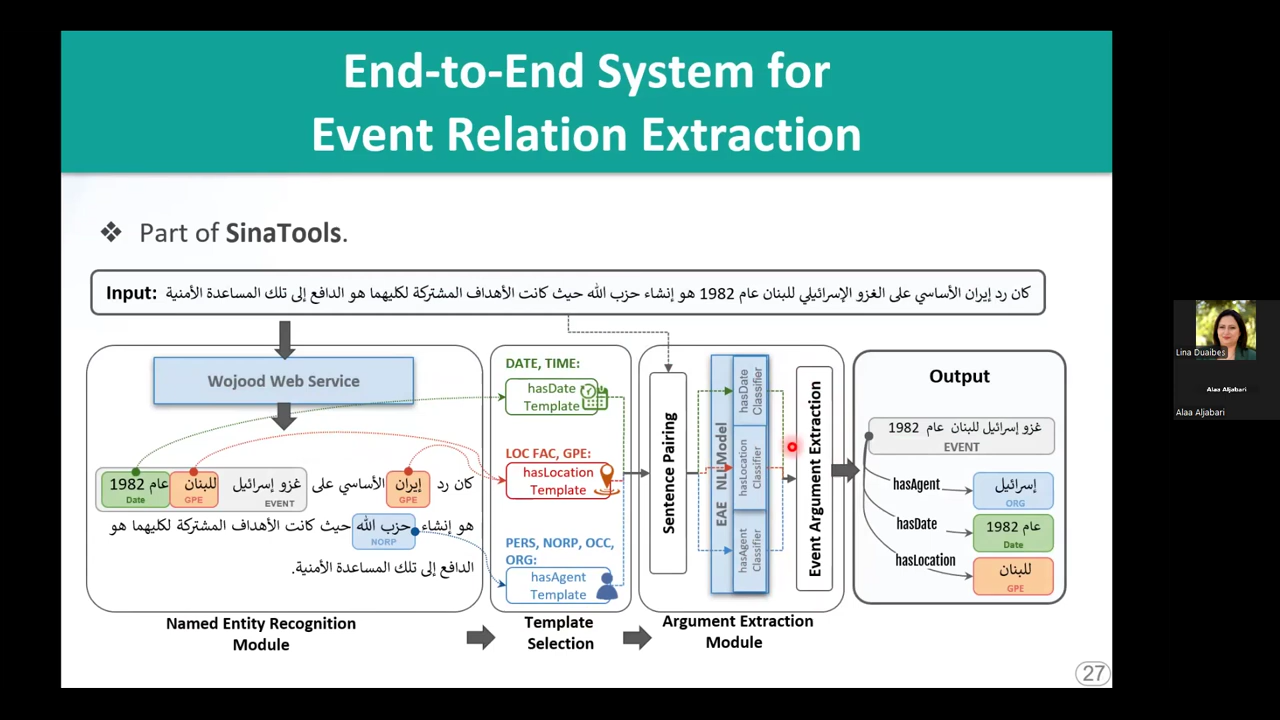 End-to-End System for
Event Relation Extraction
❖ Part of SinaTools.
Input: كان رد إيران الأساسي على الغزو الإسرائيلي للبنان عام 1982 هو إنشاء حزب الله حيث كانت الأهداف المشتركة لكليهما هو الدافع إلى تلك المساعدة الأمنية
Wojood Web Service
كان رد إيران الأساسي على غزو إسرائيل للبنان عام 1982
GPE EVENT GPE Date
هو إنشاء حزب الله حيث كانت الأهداف المشتركة لكليهما هو
NORP
الدافع إلى تلك المساعدة الأمنية.
Named Entity Recognition
Module
DATE, TIME:
hasDate
Template
LOC FAC, GPE:
hasLocation
Template
PERS, NORP, OCC,
ORG:
hasAgent
Template
Template
Selection
Sentence Pairing
EAE NLI Model
hasDate
Classifier
hasLocation
Classifier
hasAgent
Classifier
Event Argument Extraction
Argument Extraction
Module
Output
غزو إسرائيل للبنان عام 1982
EVENT
hasAgent
إسرائيل
ORG
hasDate
عام 1982
Date
hasLocation
للبنان
GPE
27
Lina Duaibes
Alaa Aljabari
Alaa Aljabari